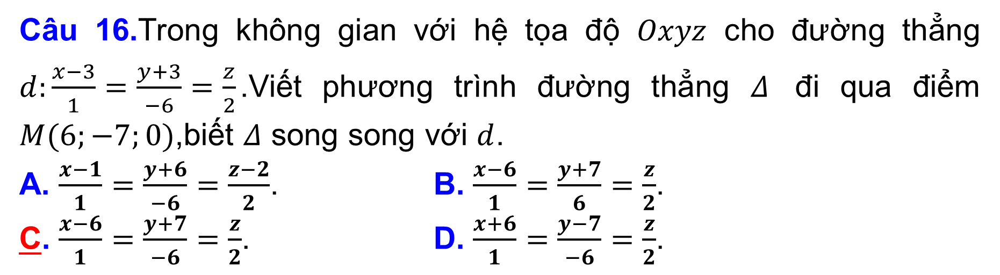 Câu 16.Trong không gian với hệ tọa độ Oxyz cho đường thẳng
d: \frac{x-3}{1} = \frac{y+3}{-6} = \frac{z}{2}.Viết phương trình đường thẳng Δ đi qua điểm
M(6; −7; 0),biết Δ song song với d.
A. \frac{x-1}{1} = \frac{y+6}{-6} = \frac{z-2}{2}. B. \frac{x-6}{1} = \frac{y+7}{6} = \frac{z}{2}.
C. \frac{x-6}{1} = \frac{y+7}{-6} = \frac{z}{2}. D. \frac{x+6}{1} = \frac{y-7}{-6} = \frac{z}{2}.